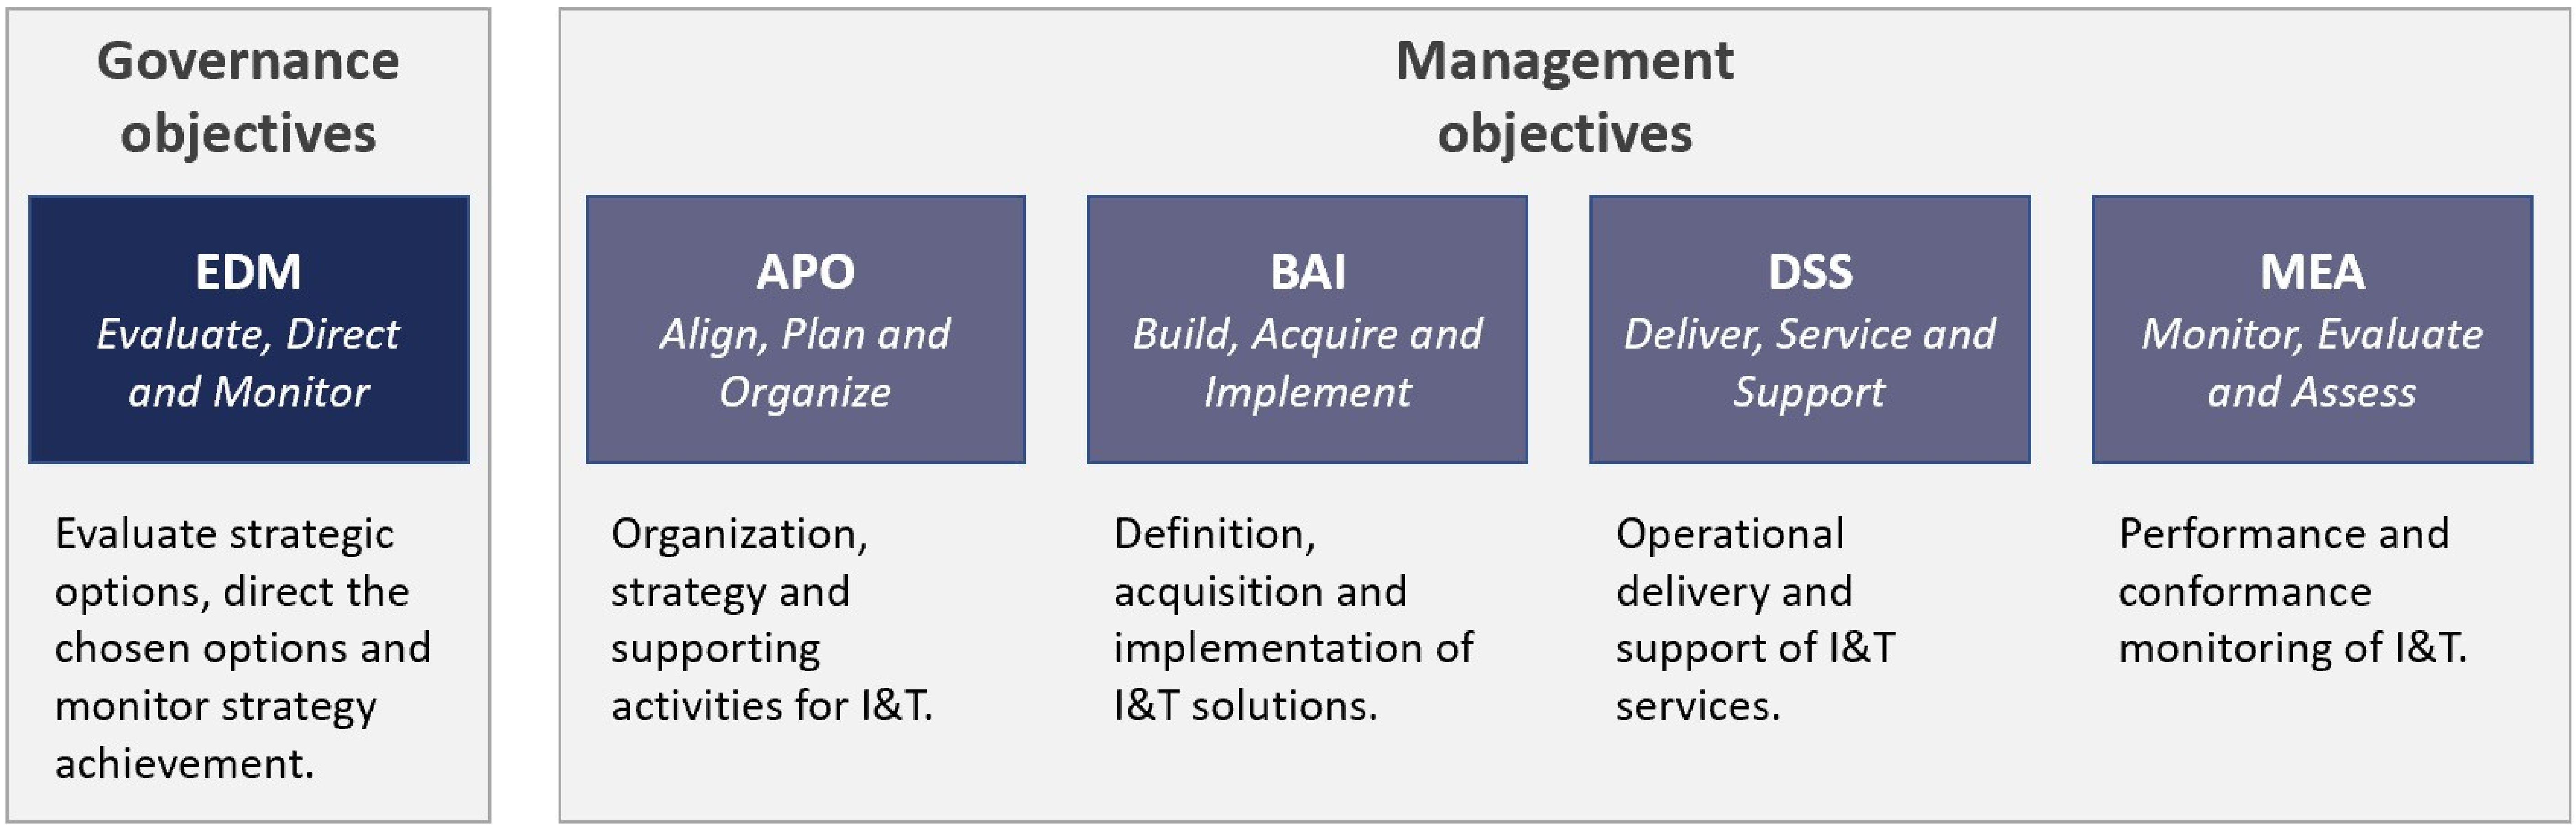 Governance
objectives
EDM
Evaluate, Direct
and Monitor
Evaluate strategic
options, direct the
chosen options and
monitor strategy
achievement.
Management
objectives
APO
Align, Plan and
Organize
Organization,
strategy and
supporting
activities for I&T.
BAI
Build, Acquire and
Implement
Definition,
acquisition and
implementation of
I&T solutions.
DSS
Deliver, Service and
Support
Operational
delivery and
support of I&T
services.
MEA
Monitor, Evaluate
and Assess
Performance and
conformance
monitoring of I&T.